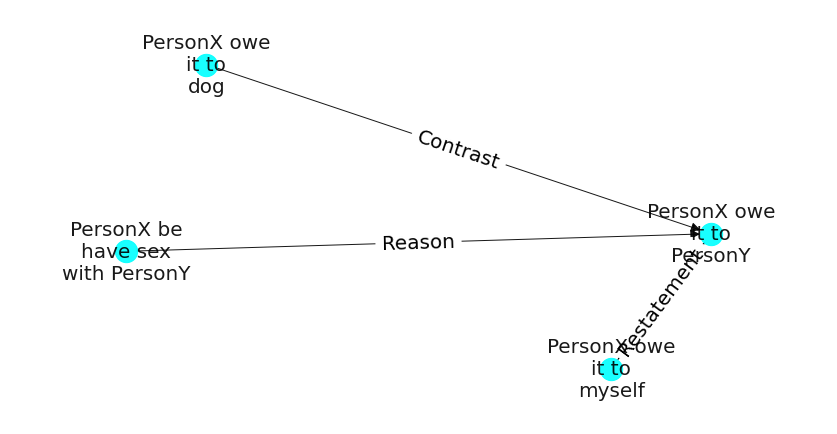 PersonX owe
it to
dog
Contrast
PersonX owe
it to
PersonY
PersonX be
have sex
with PersonY
Reason
Restatement
PersonX owe
it to
myself